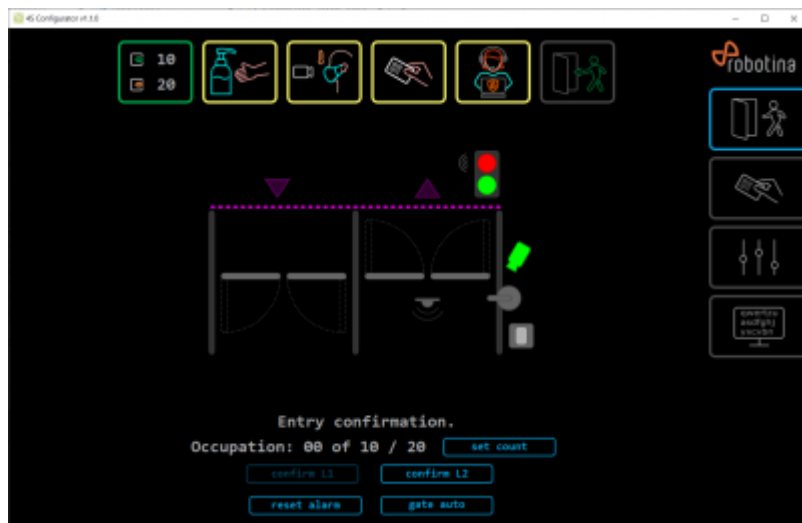 4S Configurator v1.3.0
10
20
robotina
Entry confirmation.
Occupation: 00 of 10 / 20
set count
confirm L1
confirm L2
reset alarm
gate auto